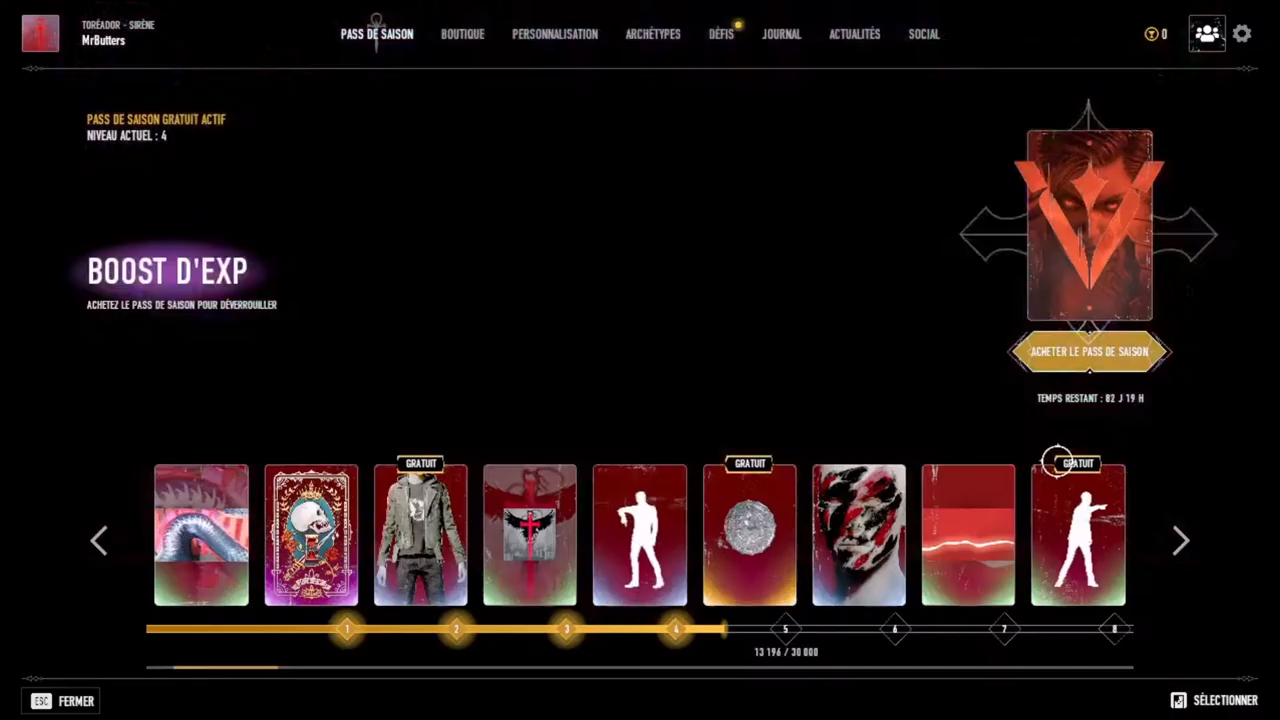 TORÉADOR - SIRÈNE
MrButters
PASS DE SAISON
BOUTIQUE
PERSONNALISATION
ARCHÉTYPES
DÉFIS
JOURNAL
ACTUALITÉS
SOCIAL
0
PASS DE SAISON GRATUIT ACTIF
NIVEAU ACTUEL : 4
BOOST D'EXP
ACHETEZ LE PASS DE SAISON POUR DÉVERROUILLER
ACHETER LE PASS DE SAISON
TEMPS RESTANT : 82 J 19 H
GRATUIT
GRATUIT
GRATUIT
1
2
3
4
5
6
7
8
13 196 / 30 000
ESC FERMER
SÉLECTIONNER